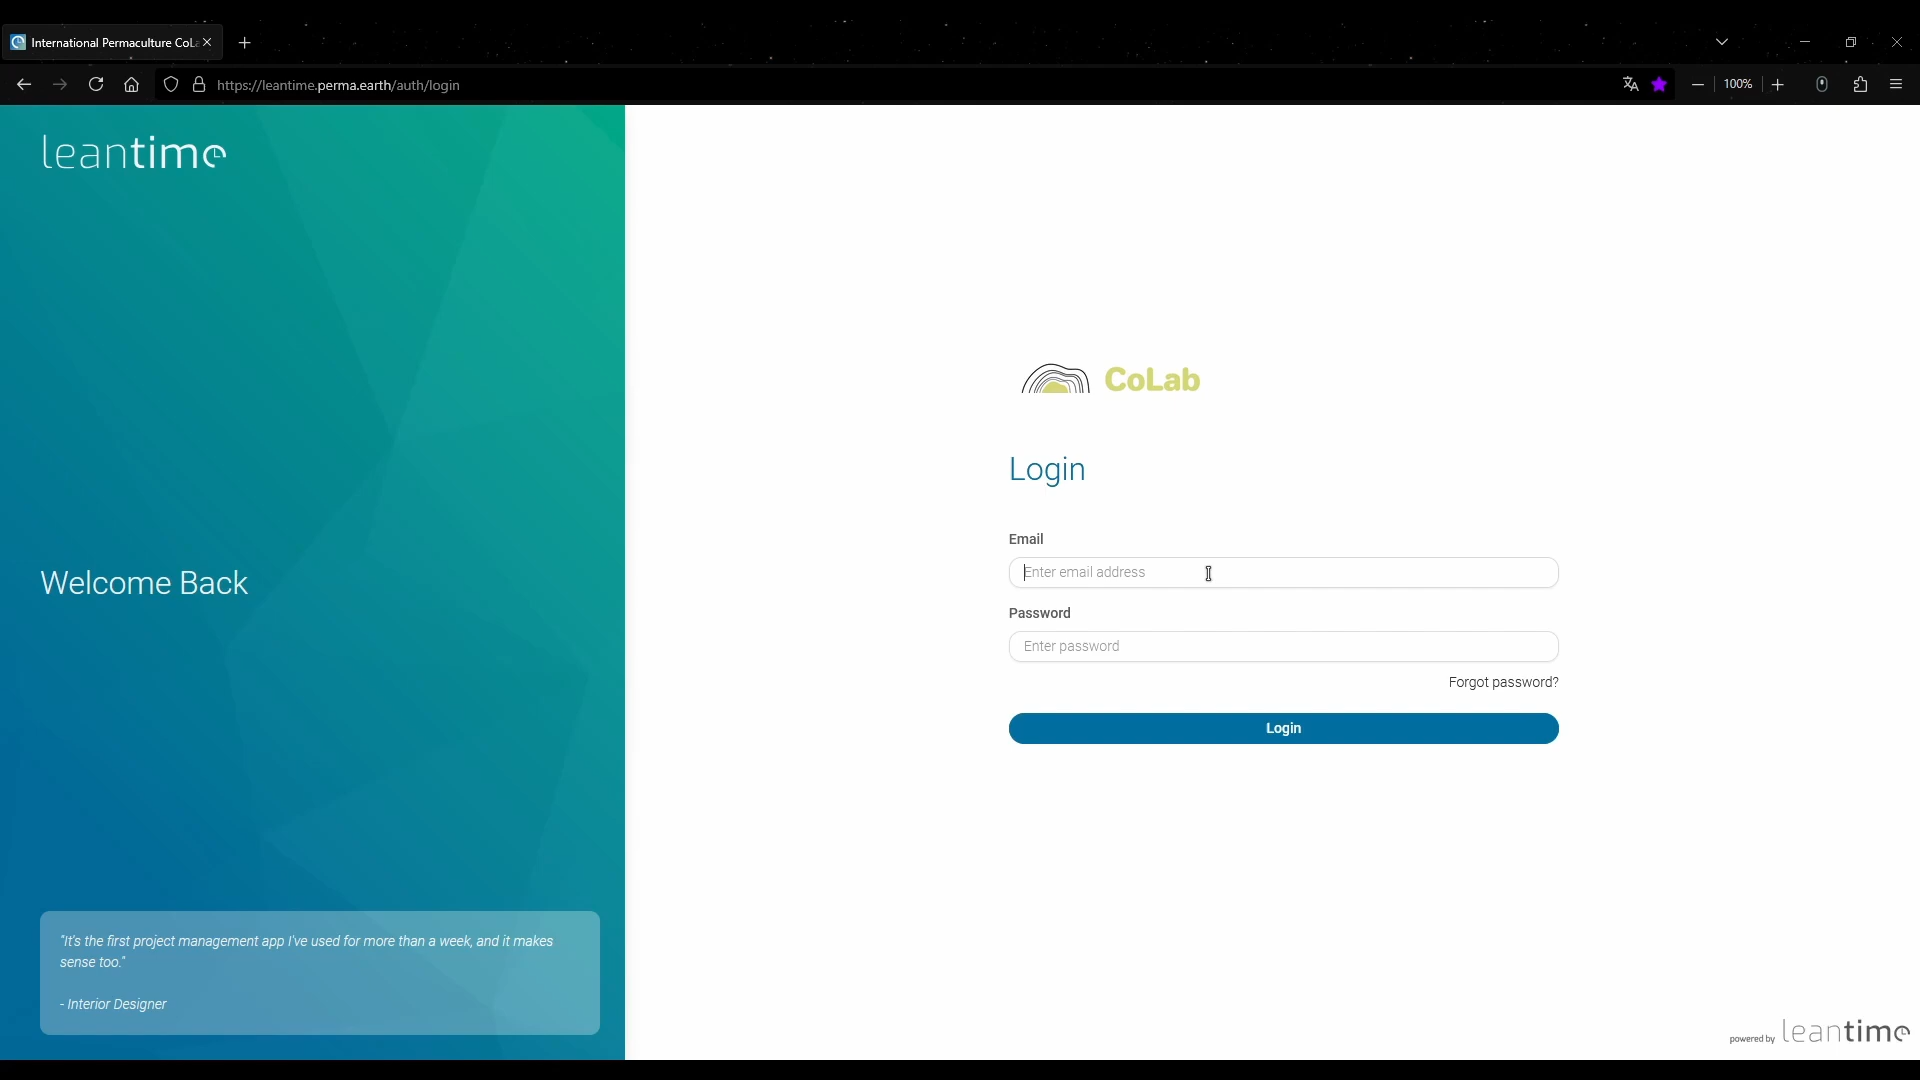 International Permaculture CoL
https://leantime.perma.earth/auth/login
100%
leantime
Welcome Back
"It's the first project management app I've used for more than a week, and it makes
sense too."
- Interior Designer
CoLab
Login
Email
Enter email address
Password
Enter password
Forgot password?
Login
powered by leantime